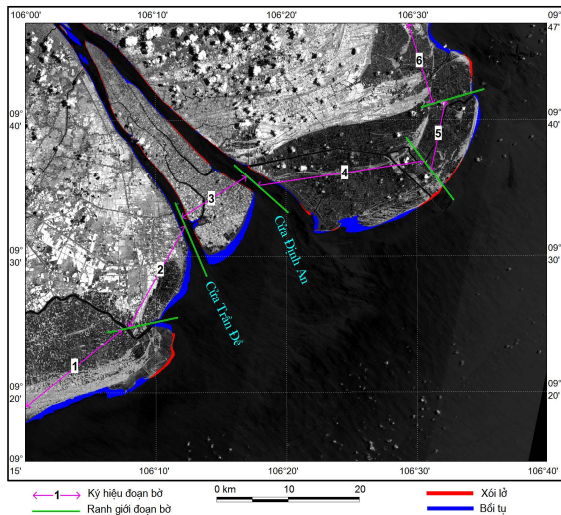 106°00' 106°10' 106°20' 106°30' 09°
47'
09°
40'
09°
40'
09°
30'
09°
30'
09°
20'
09°
20'
6
5
4
3
2
1
Cửa Định An
Cửa Trần Đề
15' 106°10' 106°20' 106°30' 106°40'
1 Ký hiệu đoạn bờ
Ranh giới đoạn bờ
0 km 10 20
Xói lở
Bồi tụ